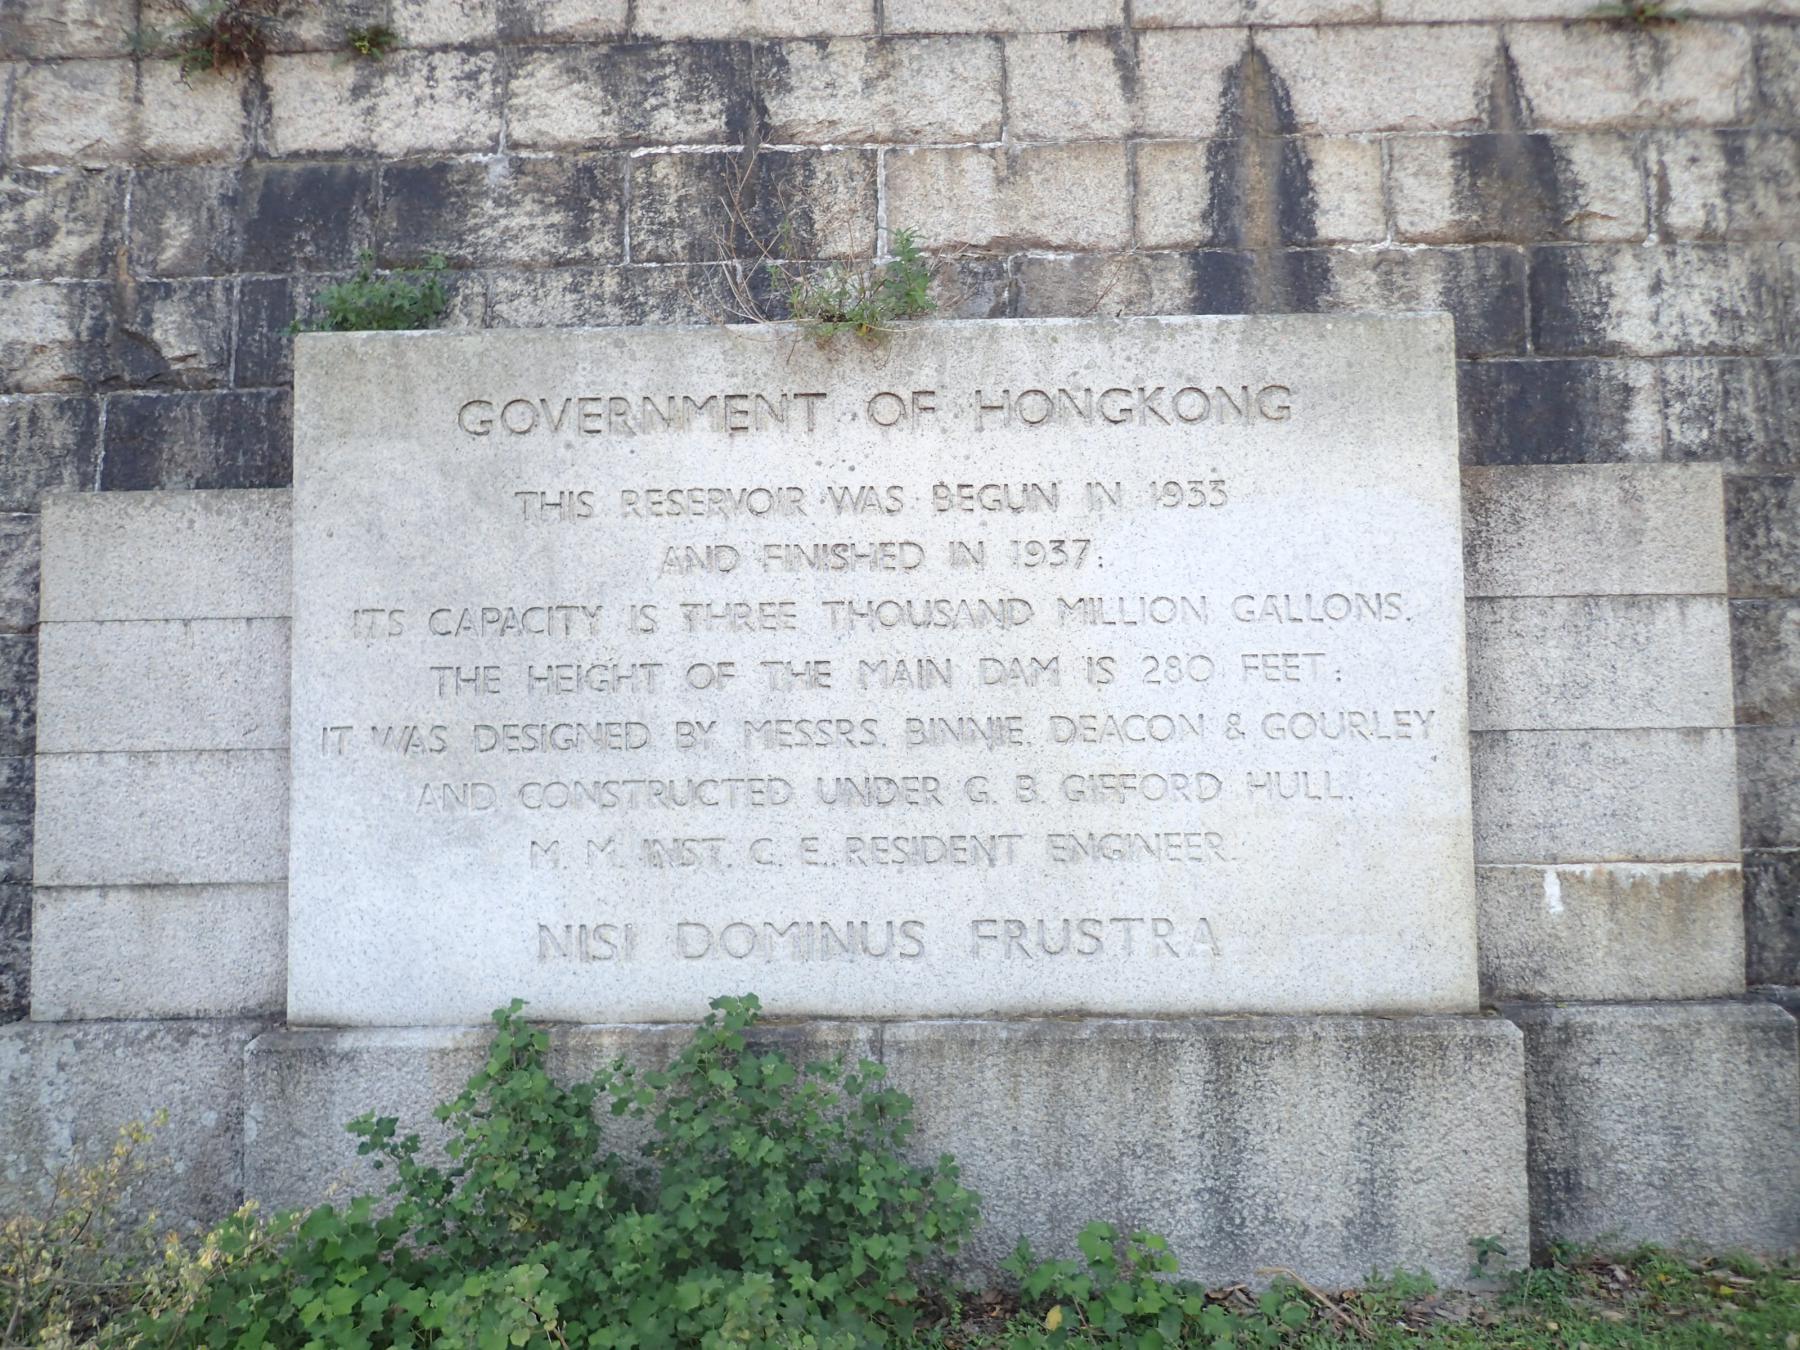 GOVERNMENT OF HONGKONG
THIS RESERVOIR WAS BEGUN IN 1933
AND FINISHED IN 1937:
ITS CAPACITY IS THREE THOUSAND MILLION GALLONS.
THE HEIGHT OF THE MAIN DAM IS 280 FEET:
IT WAS DESIGNED BY MESSRS. BINNIE. DEACON & GOURLEY
AND CONSTRUCTED UNDER G. B. GIFFORD HULL.
M. M. INST. C. E. RESIDENT ENGINEER.
NISI DOMINUS FRUSTRA